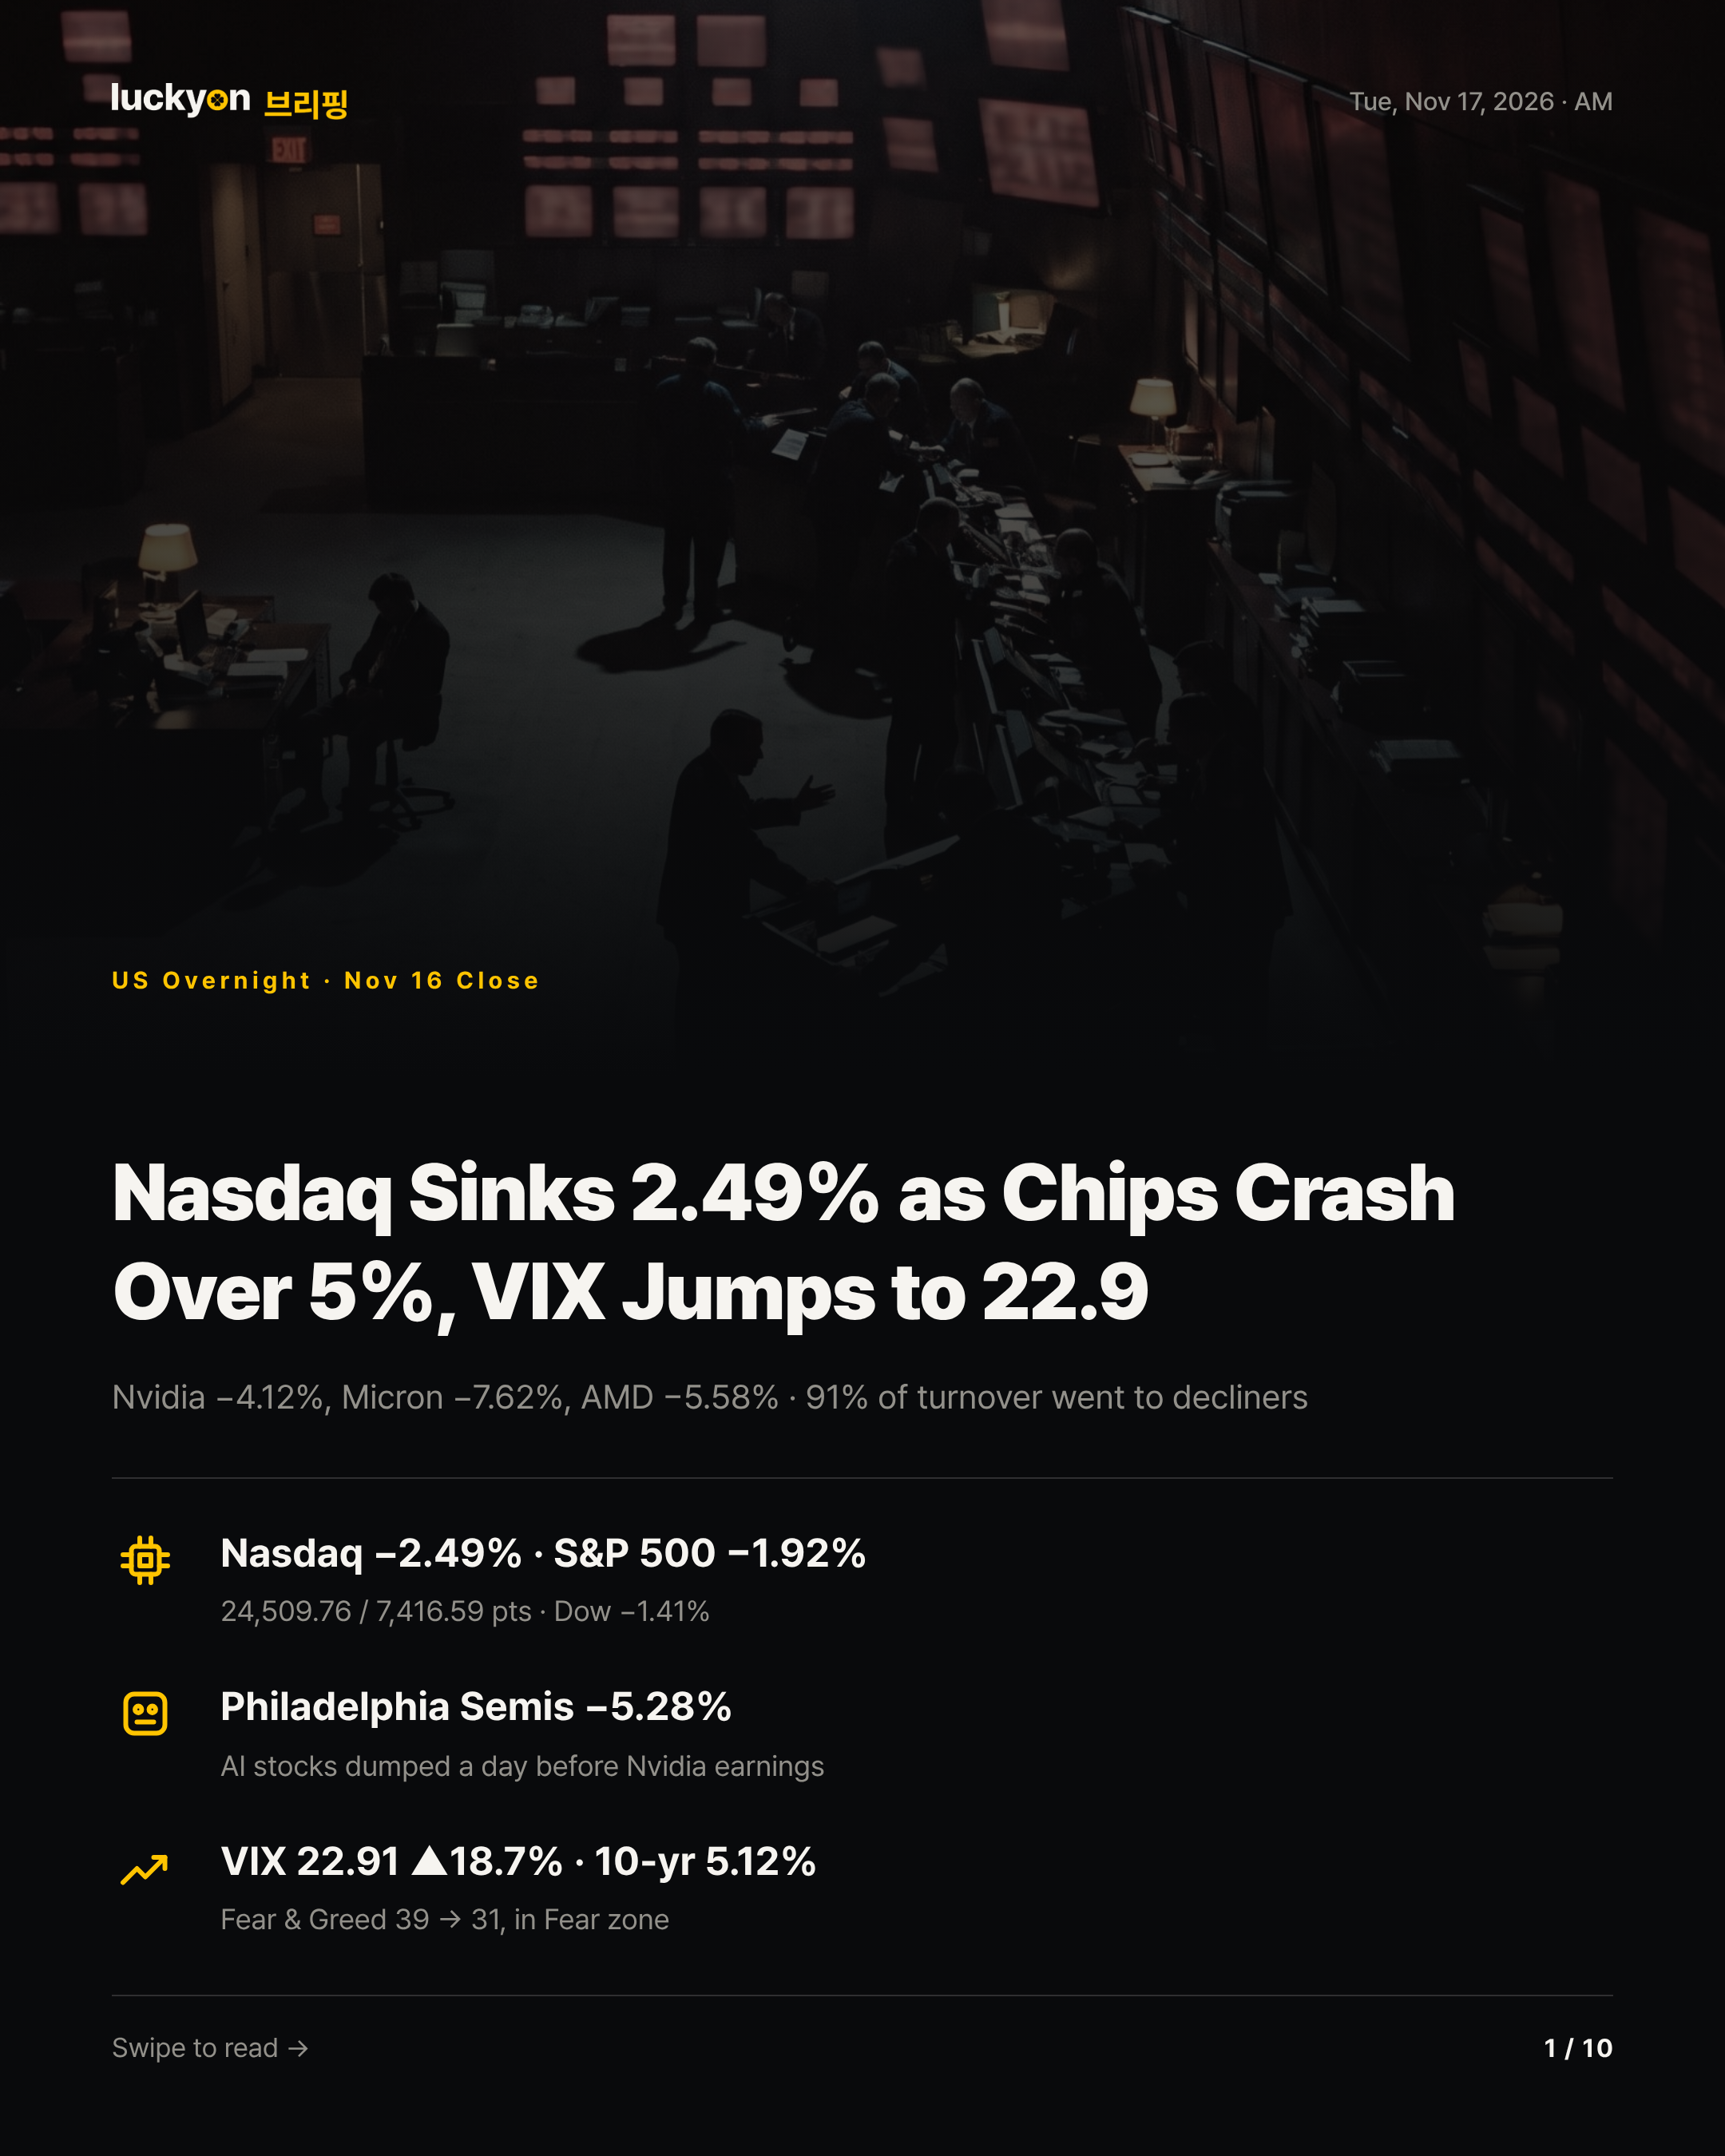 luckyon 브리핑
Tue, Nov 17, 2026 · AM
EXIT
US Overnight · Nov 16 Close
Nasdaq Sinks 2.49% as Chips Crash
Over 5%, VIX Jumps to 22.9
Nvidia −4.12%, Micron −7.62%, AMD −5.58% · 91% of turnover went to decliners
Nasdaq −2.49% · S&P 500 −1.92%
24,509.76 / 7,416.59 pts · Dow −1.41%
Philadelphia Semis −5.28%
AI stocks dumped a day before Nvidia earnings
VIX 22.91 ▲18.7% · 10-yr 5.12%
Fear & Greed 39 → 31, in Fear zone
Swipe to read →
1 / 10